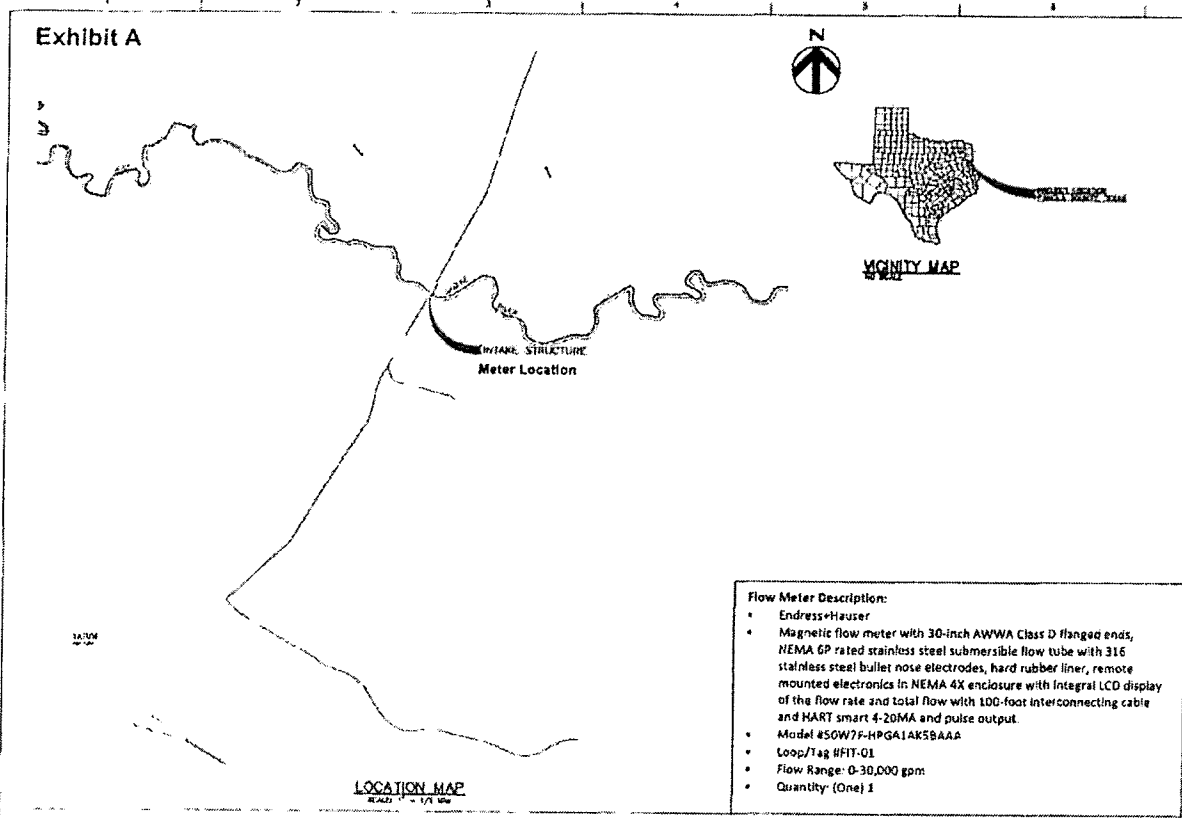 Exhibit A
N
VICINITY MAP
INTAKE STRUCTURE
Meter Location
Flow Meter Description:
• Endress+Hauser
• Magnetic flow meter with 30-inch AWWA Class D flanged ends,
NEMA 6P rated stainless steel submersible flow tube with 316
stainless steel bullet nose electrodes, hard rubber liner, remote
mounted electronics in NEMA 4X enclosure with integral LCD display
of the flow rate and total flow with 100-foot interconnecting cable
and HART smart 4-20MA and pulse output.
• Model #50W7F-HPGA1AK5BAAA
• Loop/Tag #FIT-01
• Flow Range: 0-30,000 gpm
• Quantity: (One) 1
LOCATION MAP